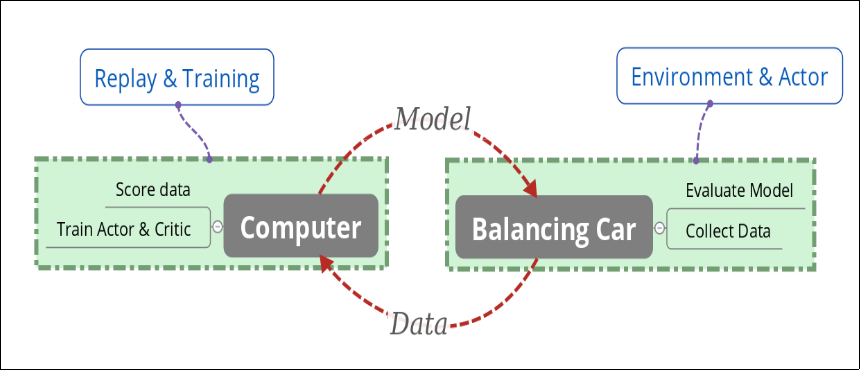 Replay & Training
Environment & Actor
Model
Score data
Train Actor & Critic
Computer
Balancing Car
Evaluate Model
Collect Data
Data